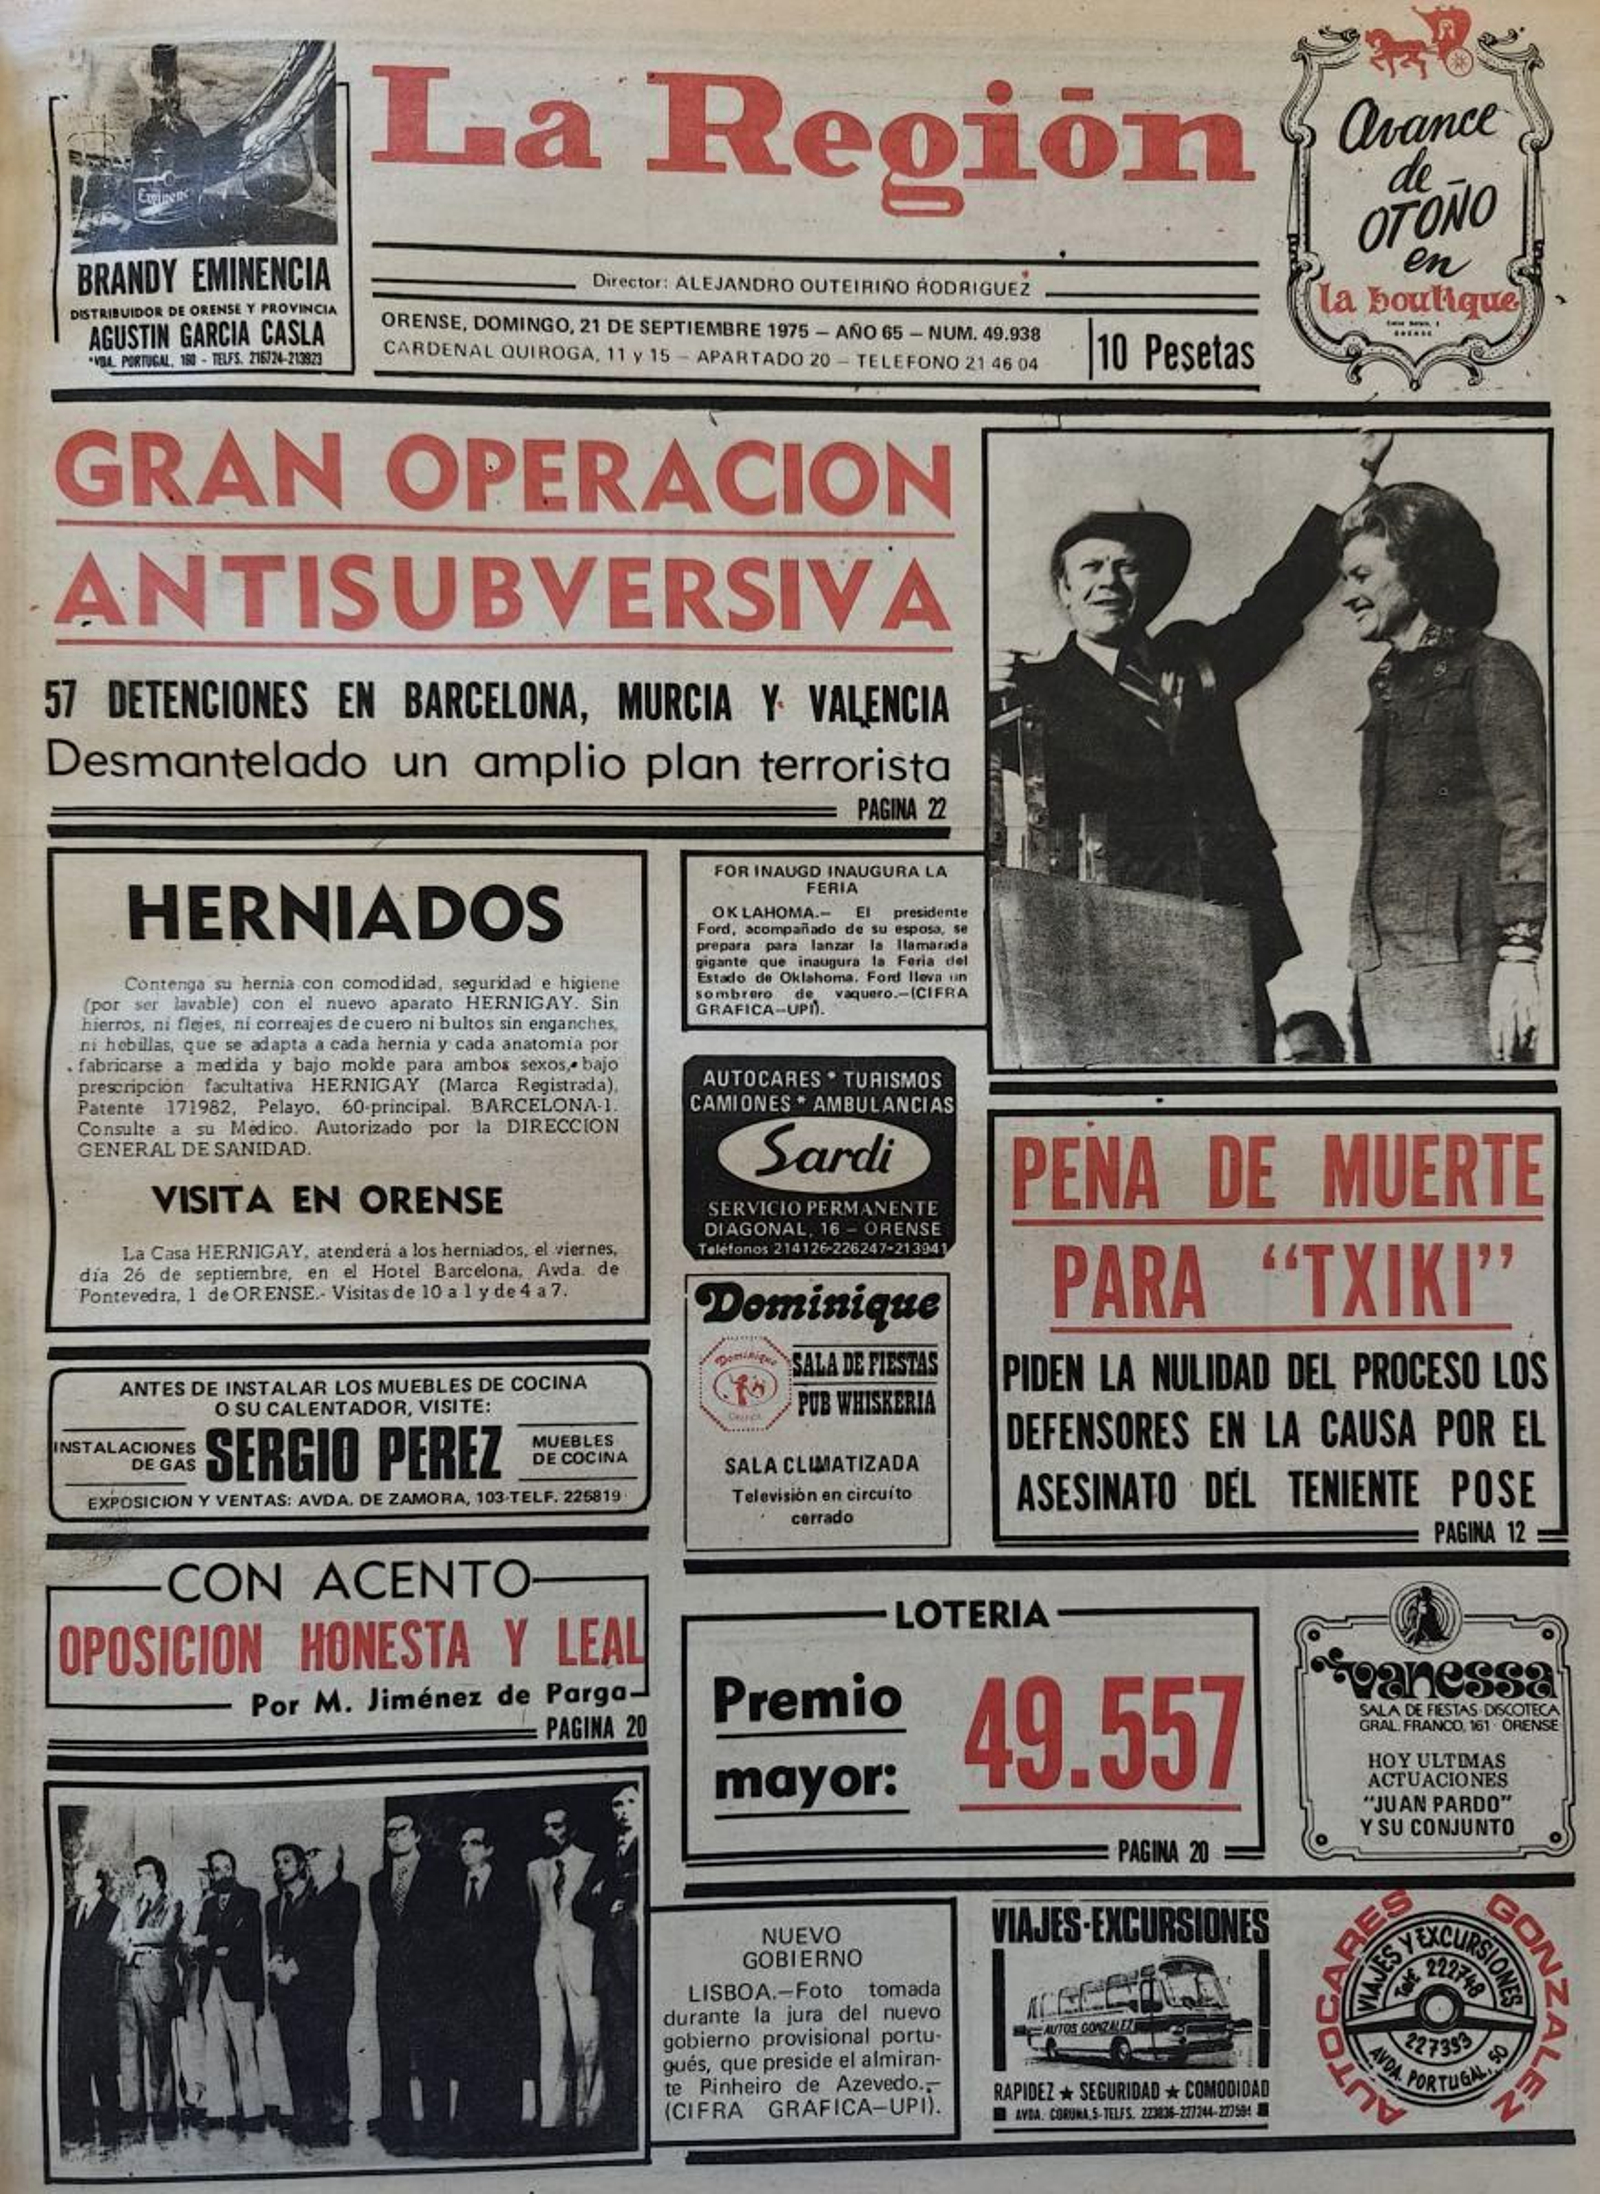 Eminenc
BRANDY EMINENCIA
DISTRIBUIDOR DE ORENSE Y PROVINCIA
AGUSTIN GARCIA CASLA
VDA. PORTUGAL, 160 - TELFS. 216724-213923
La Región
Director: ALEJANDRO OUTEIRIÑO RODRIGUEZ
ORENSE, DOMINGO, 21 DE SEPTIEMBRE 1975 — AÑO 65 — NUM. 49.938
CARDENAL QUIROGA, 11 y 15 — APARTADO 20 — TELEFONO 21 46 04
10 Pesetas
Avance
de
OTOÑO
en
la boutique
ORENSE
GRAN OPERACION
ANTISUBVERSIVA
57 DETENCIONES EN BARCELONA, MURCIA Y VALENCIA
Desmantelado un amplio plan terrorista
PAGINA 22
HERNIADOS
Contenga su hernia con comodidad, seguridad e higiene
(por ser lavable) con el nuevo aparato HERNIGAY. Sin
hierros, ni flejes, ni correajes de cuero ni bultos sin enganches,
ni hebillas, que se adapta a cada hernia y cada anatomía por
fabricarse a medida y bajo molde para ambos sexos, bajo
prescripción facultativa HERNIGAY (Marca Registrada),
Patente 171982, Pelayo, 60-principal. BARCELONA-1.
Consulte a su Médico. Autorizado por la DIRECCION
GENERAL DE SANIDAD.
VISITA EN ORENSE
La Casa HERNIGAY, atenderá a los herniados, el viernes,
día 26 de septiembre, en el Hotel Barcelona, Avda. de
Pontevedra, 1 de ORENSE.- Visitas de 10 a 1 y de 4 a 7.
FOR INAUGD INAUGURA LA
FERIA
OKLAHOMA.— El presidente
Ford, acompañado de su esposa, se
prepara para lanzar la llamarada
gigante que inaugura la Feria del
Estado de Oklahoma. Ford lleva un
sombrero de vaquero.—(CIFRA
GRAFICA—UPI).
AUTOCARES * TURISMOS
CAMIONES * AMBULANCIAS
Sardi
SERVICIO PERMANENTE
DIAGONAL, 16 — ORENSE
Teléfonos 214126-226247-213941
Dominique
Dominique
SALA DE FIESTAS
PUB WHISKERIA
SALA CLIMATIZADA
Televisión en circuíto
cerrado
PENA DE MUERTE
PARA “TXIKI”
PIDEN LA NULIDAD DEL PROCESO LOS
DEFENSORES EN LA CAUSA POR EL
ASESINATO DEL TENIENTE POSE
PAGINA 12
ANTES DE INSTALAR LOS MUEBLES DE COCINA
O SU CALENTADOR, VISITE:
INSTALACIONES
DE GAS
SERGIO PEREZ
MUEBLES
DE COCINA
EXPOSICION Y VENTAS: AVDA. DE ZAMORA, 103-TELF. 225819
CON ACENTO
OPOSICION HONESTA Y LEAL
Por M. Jiménez de Parga
PAGINA 20
LOTERIA
Premio
mayor:
49.557
PAGINA 20
vanessa
SALA DE FIESTAS-DISCOTECA
GRAL. FRANCO, 161 - ORENSE
HOY ULTIMAS
ACTUACIONES
“JUAN PARDO”
Y SU CONJUNTO
NUEVO
GOBIERNO
LISBOA.—Foto tomada
durante la jura del nuevo
gobierno provisional portu-
gués, que preside el almiran-
te Pinheiro de Azevedo.—
(CIFRA GRAFICA—UPI).
VIAJES-EXCURSIONES
AUTOS GONZALEZ
RAPIDEZ ★ SEGURIDAD ★ COMODIDAD
AVDA. CORUÑA, 5-TELFS. 223836-227244-227594
AUTOCARES GONZALEZ
VIAJES Y EXCURSIONES
Telf. 222748
227393
AVDA. PORTUGAL, 50